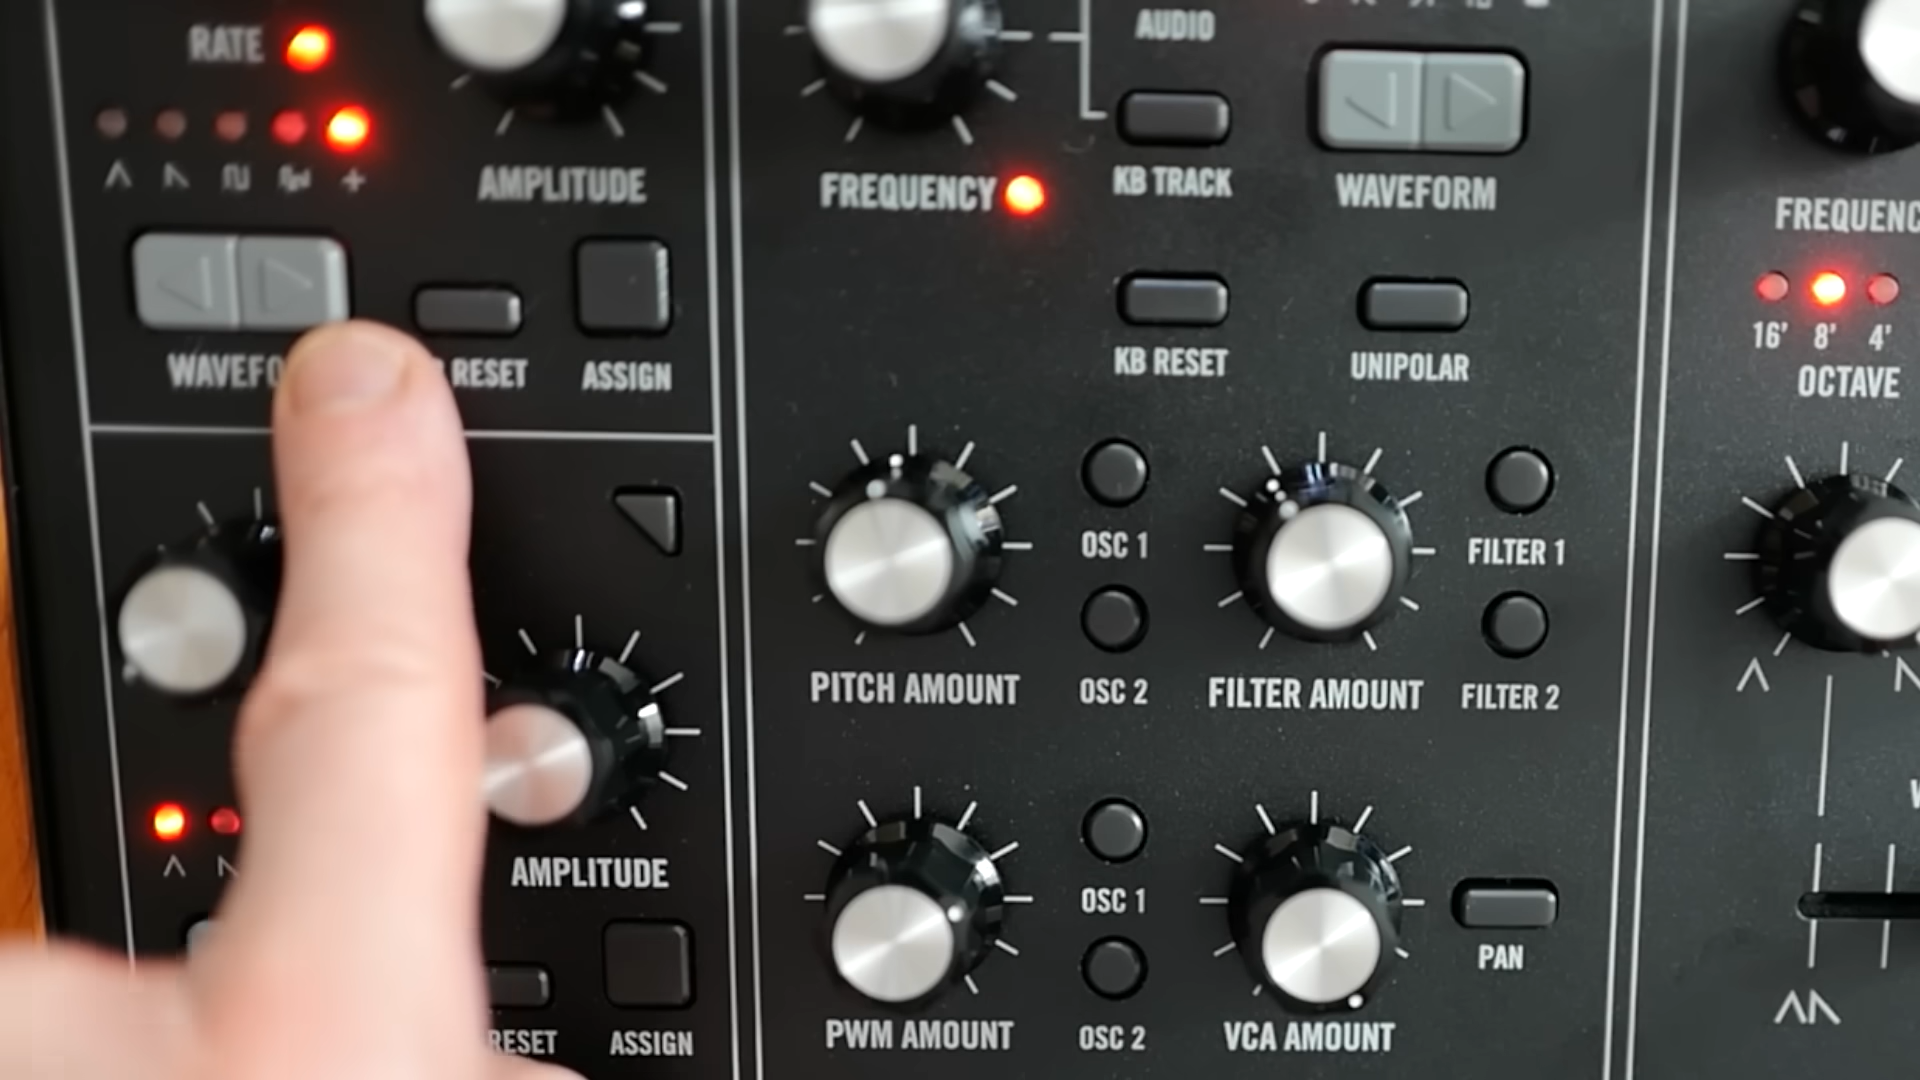 RATE
AMPLITUDE
WAVEFO
RESET
ASSIGN
AMPLITUDE
RESET
ASSIGN
AUDIO
FREQUENCY
KB TRACK
WAVEFORM
KB RESET
UNIPOLAR
PITCH AMOUNT
OSC 1
OSC 2
FILTER AMOUNT
FILTER 1
FILTER 2
PWM AMOUNT
OSC 1
OSC 2
VCA AMOUNT
PAN
FREQUENC
16' 8' 4'
OCTAVE